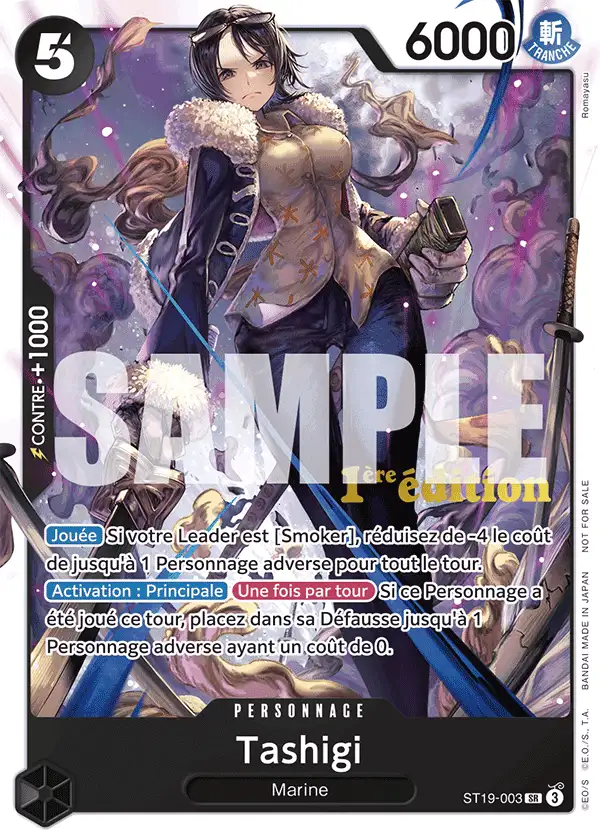 5
6000
斬
TRANCHE
Romayasu
CONTRE +1000
SAMPLE
1ère édition
Jouée Si votre Leader est [Smoker], réduisez de -4 le coût
de jusqu'à 1 Personnage adverse pour tout le tour.
Activation : Principale Une fois par tour Si ce Personnage a
été joué ce tour, placez dans sa Défausse jusqu'à 1
Personnage adverse ayant un coût de 0.
PERSONNAGE
Tashigi
Marine
ST19-003 SR 3
©EO/S ©E.O./S., T.A. BANDAI MADE IN JAPAN NOT FOR SALE